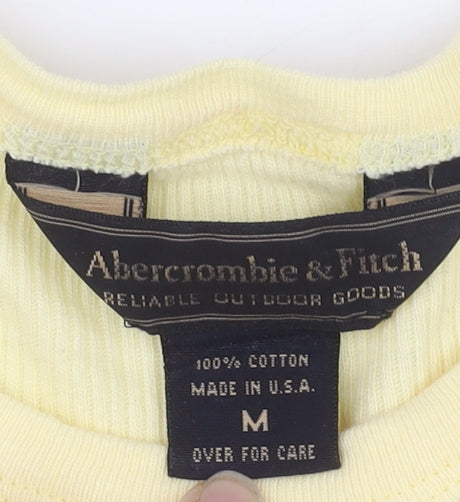 Abercrombie & Fitch
RELIABLE OUTDOOR GOODS
100% COTTON
MADE IN U.S.A.
M
OVER FOR CARE